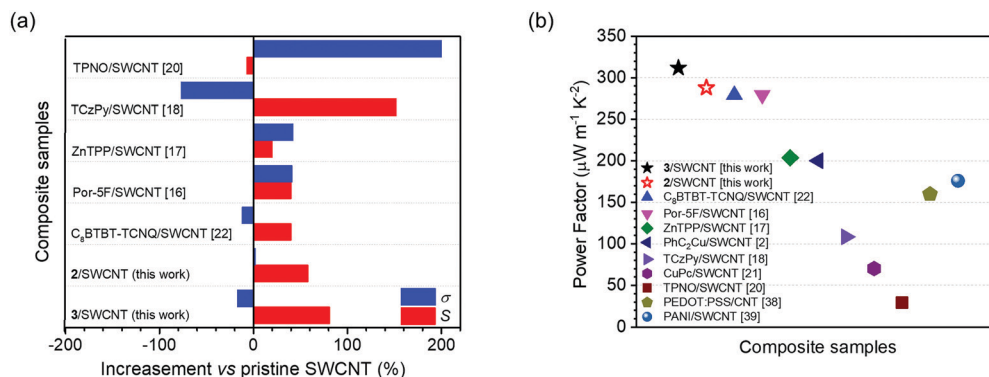 (a)
Composite samples
TPNO/SWCNT [20]
TCzPy/SWCNT [18]
ZnTPP/SWCNT [17]
Por-5F/SWCNT [16]
C₈BTBT-TCNQ/SWCNT [22]
2/SWCNT (this work)
3/SWCNT (this work)
σ
S
-200 -100 0 100 200
Increasement vs pristine SWCNT (%)
(b)
Power Factor (μW m⁻¹ K⁻²)
350
300
250
200
150
100
50
0
3/SWCNT [this work]
2/SWCNT [this work]
C₈BTBT-TCNQ/SWCNT [22]
Por-5F/SWCNT [16]
ZnTPP/SWCNT [17]
PhC₂Cu/SWCNT [2]
TCzPy/SWCNT [18]
CuPc/SWCNT [21]
TPNO/SWCNT [20]
PEDOT:PSS/CNT [38]
PANI/SWCNT [39]
Composite samples